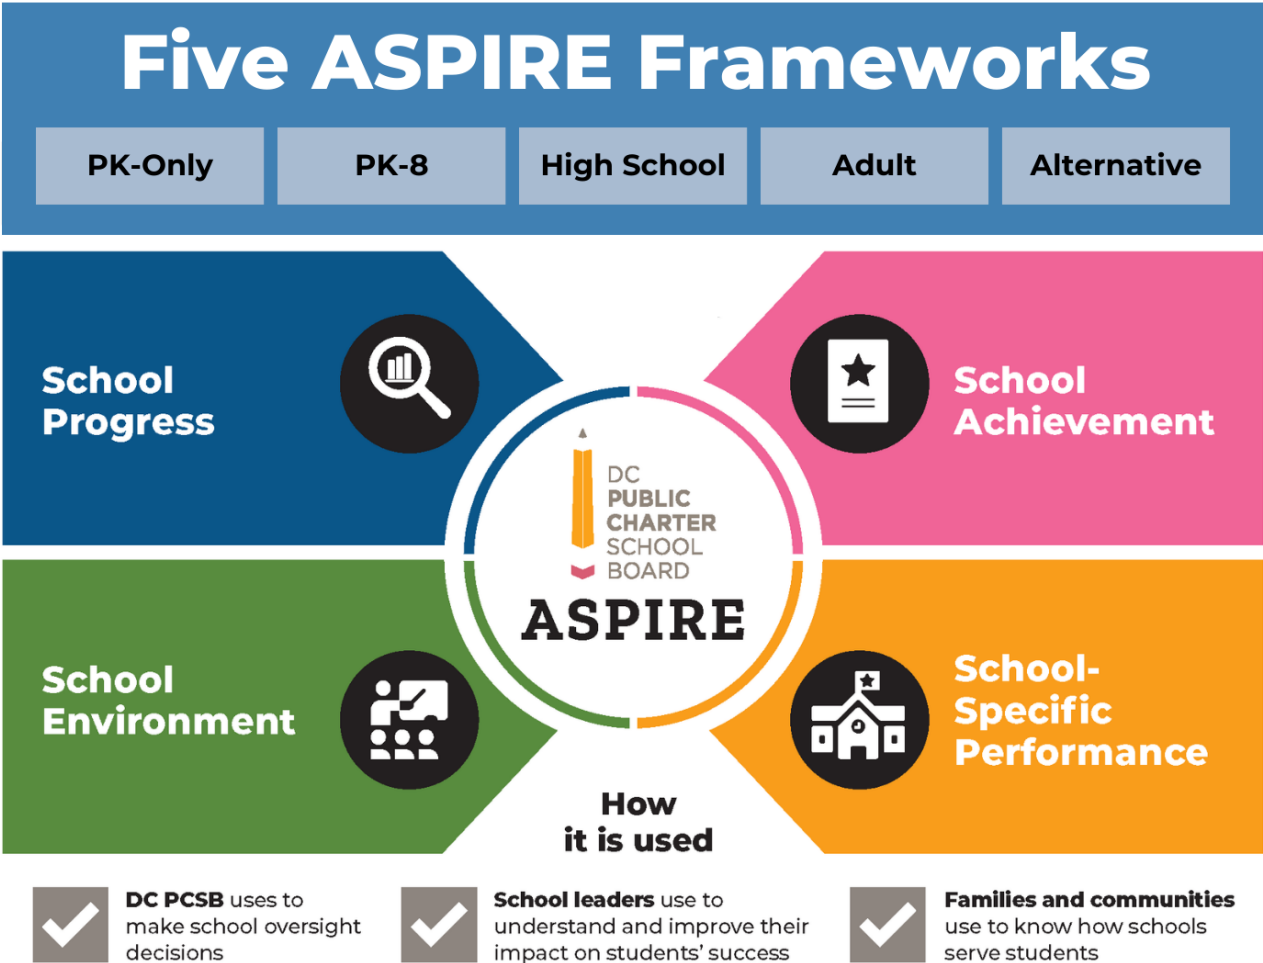 Five ASPIRE Frameworks
PK-Only
PK-8
High School
Adult
Alternative
School
Progress
School
Achievement
DC
PUBLIC
CHARTER
SCHOOL
BOARD
ASPIRE
School
Environment
School-
Specific
Performance
How
it is used
DC PCSB uses to
make school oversight
decisions
School leaders use to
understand and improve their
impact on students’ success
Families and communities
use to know how schools
serve students